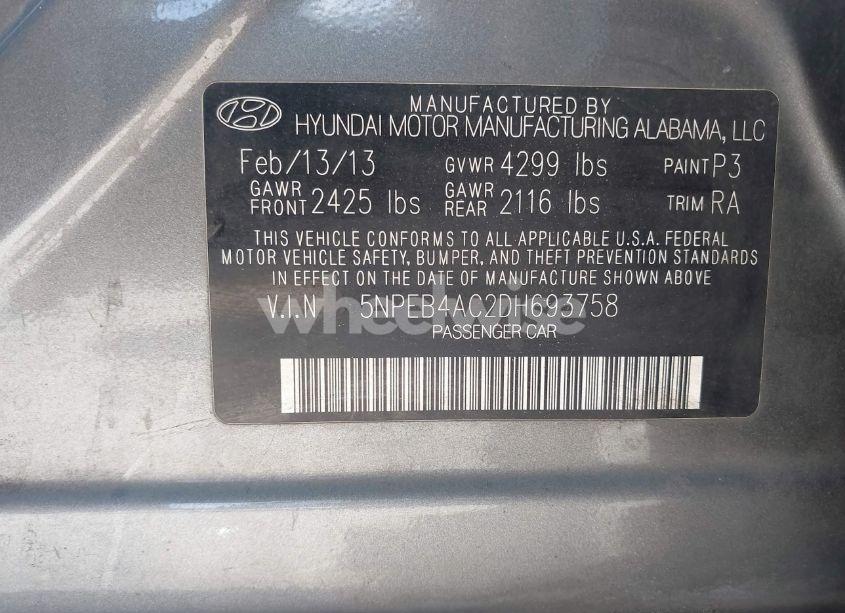 MANUFACTURED BY
HYUNDAI MOTOR MANUFACTURING ALABAMA, LLC
Feb/13/13 GVWR 4299 lbs PAINT P3
GAWR FRONT 2425 lbs GAWR REAR 2116 lbs TRIM RA
THIS VEHICLE CONFORMS TO ALL APPLICABLE U.S.A. FEDERAL
MOTOR VEHICLE SAFETY, BUMPER, AND THEFT PREVENTION STANDARDS
IN EFFECT ON THE DATE OF MANUFACTURE SHOWN ABOVE.
V.I.N 5NPEB4AC2DH693758
wheelwise
PASSENGER CAR